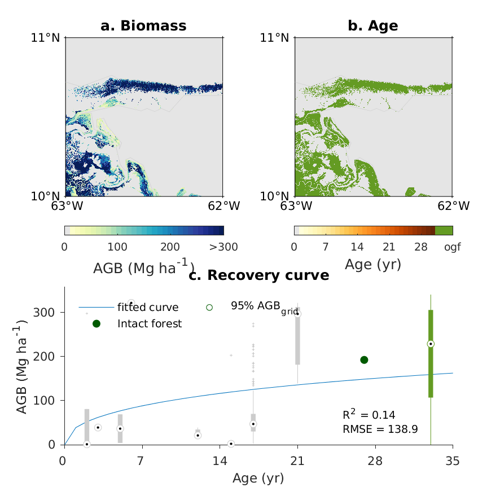 a. Biomass
b. Age
11°N
11°N
10°N
10°N
63°W
62°W
63°W
62°W
0
100
200
>300
0
7
14
21
28
ogf
AGB (Mg ha⁻¹)
Age (yr)
c. Recovery curve
fitted curve
95% AGB_grid
Intact forest
300
200
100
0
AGB (Mg ha⁻¹)
R² = 0.14
RMSE = 138.9
0
7
14
21
28
35
Age (yr)